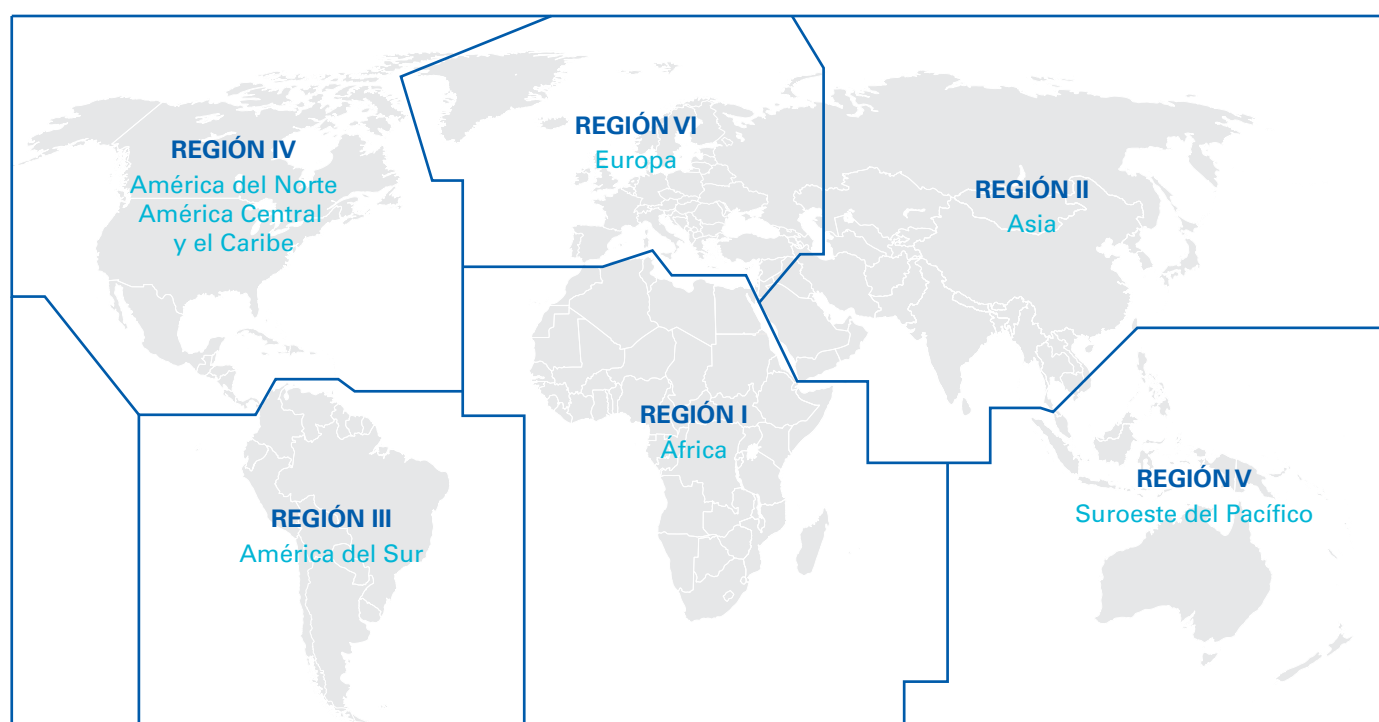 REGIÓN IV
América del Norte
América Central
y el Caribe
REGIÓN VI
Europa
REGIÓN II
Asia
REGIÓN I
África
REGIÓN III
América del Sur
REGIÓN V
Suroeste del Pacífico